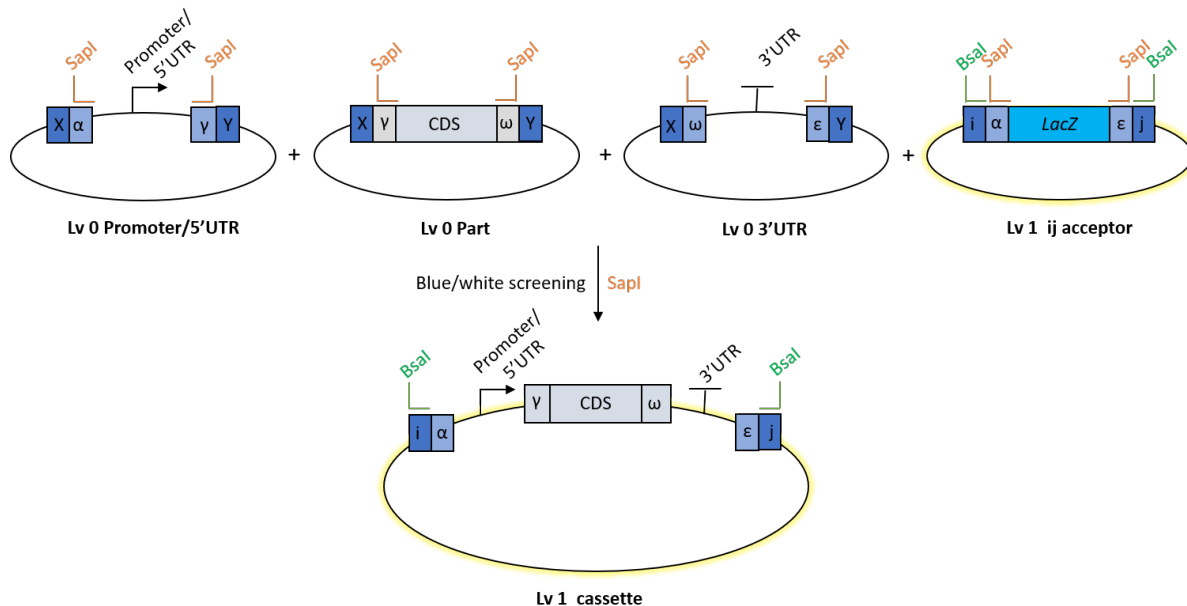 SapI
Promoter/
5'UTR
SapI
X α
γ Y
Lv 0 Promoter/5'UTR
+
SapI
SapI
X γ CDS ω Y
Lv 0 Part
+
SapI
3'UTR
SapI
X ω
ε Y
Lv 0 3'UTR
+
BsaI
SapI
SapI
BsaI
i α LacZ ε j
Lv 1 ij acceptor
Blue/white screening SapI
BsaI
Promoter/
5'UTR
γ CDS ω
3'UTR
BsaI
i α
ε j
Lv 1 cassette